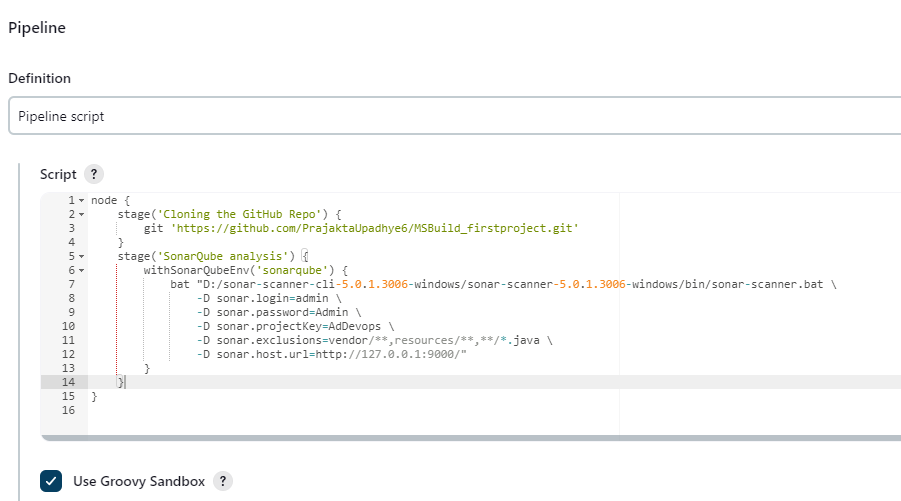 Pipeline
Definition
Pipeline script
Script ?
1 node {
2 stage('Cloning the GitHub Repo') {
3 git 'https://github.com/PrajaktaUpadhye6/MSBuild_firstproject.git'
4 }
5 stage('SonarQube analysis') {
6 withSonarQubeEnv('sonarqube') {
7 bat "D:/sonar-scanner-cli-5.0.1.3006-windows/sonar-scanner-5.0.1.3006-windows/bin/sonar-scanner.bat \
8 -D sonar.login=admin \
9 -D sonar.password=Admin \
10 -D sonar.projectKey=AdDevops \
11 -D sonar.exclusions=vendor/**,resources/**,**/*.java \
12 -D sonar.host.url=http://127.0.0.1:9000/"
13 }
14 }
15 }
16
Use Groovy Sandbox ?